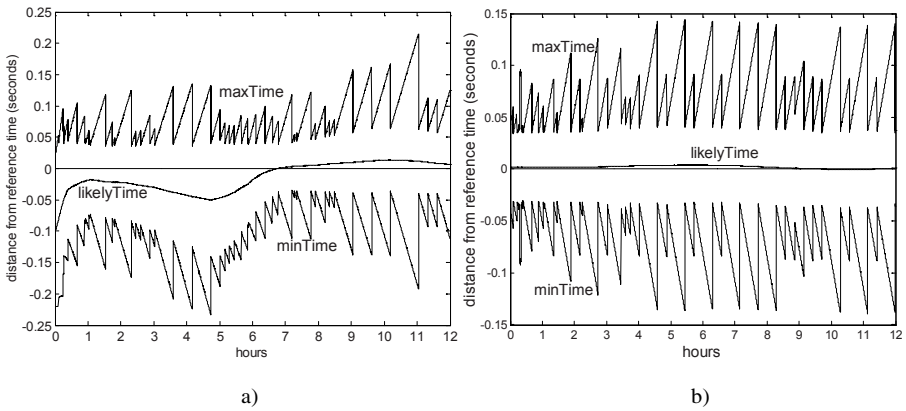 0.25
0.2
0.15
0.1
0.05
0
-0.05
-0.1
-0.15
-0.2
-0.25
distance from reference time (seconds)
maxTime
likelyTime
minTime
0 1 2 3 4 5 6 7 8 9 10 11 12
hours
a)
0.15
0.1
0.05
0
-0.05
-0.1
-0.15
distance from reference time (seconds)
maxTime
likelyTime
minTime
0 1 2 3 4 5 6 7 8 9 10 11 12
hours
b)